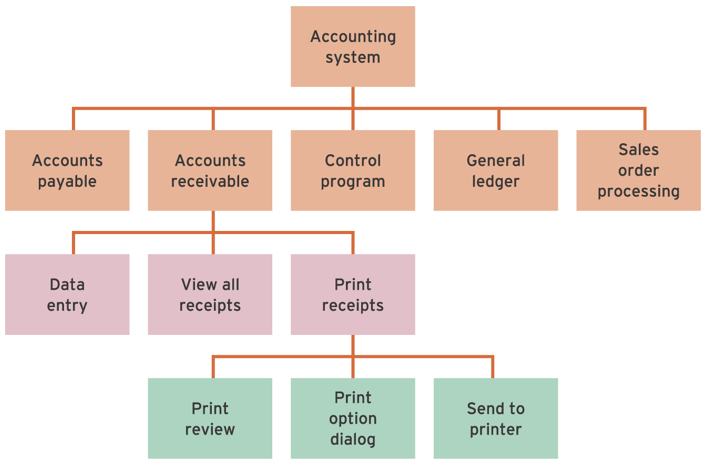 Accounting
system
Accounts
payable
Accounts
receivable
Control
program
General
ledger
Sales
order
processing
Data
entry
View all
receipts
Print
receipts
Print
review
Print
option
dialog
Send to
printer